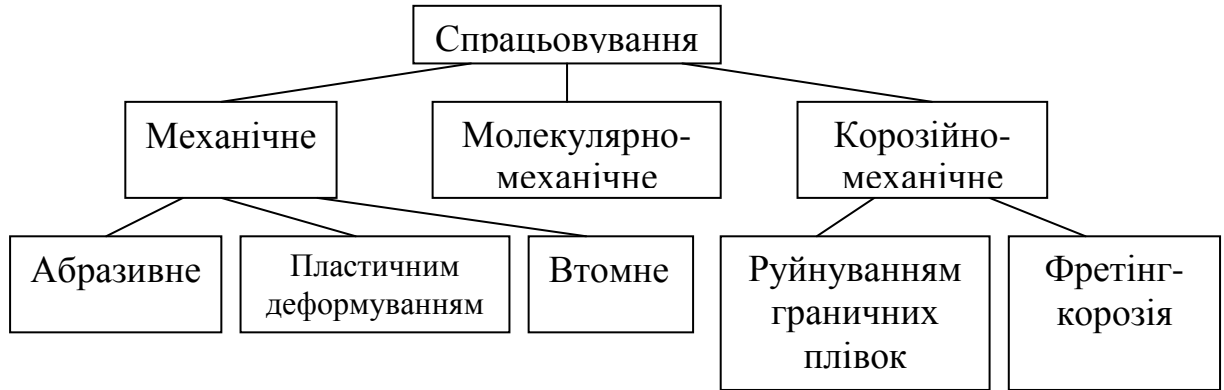 Спрацьовування
Механічне
Молекулярно-
механічне
Корозійно-
механічне
Абразивне
Пластичним
деформуванням
Втомне
Руйнуванням
граничних
плівок
Фретінг-
корозія